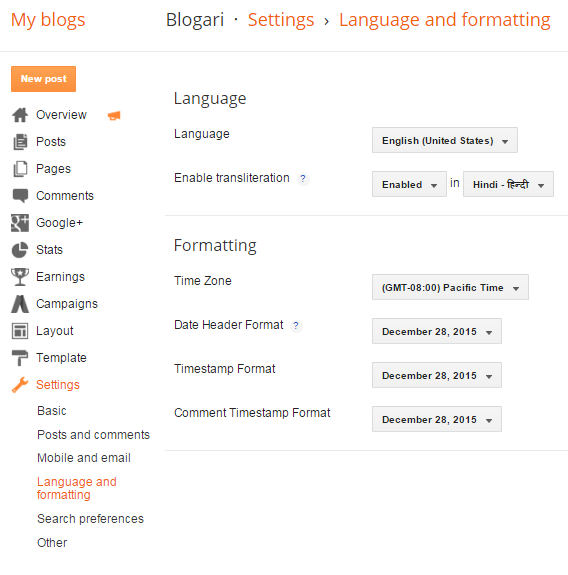 My blogs
Blogari · Settings › Language and formatting
New post
Overview
Posts
Pages
Comments
Google+
Stats
Earnings
Campaigns
Layout
Template
Settings
Basic
Posts and comments
Mobile and email
Language and
formatting
Search preferences
Other
Language
Language English (United States)
Enable transliteration ? Enabled in Hindi - हिन्दी
Formatting
Time Zone (GMT-08:00) Pacific Time
Date Header Format ? December 28, 2015
Timestamp Format December 28, 2015
Comment Timestamp Format December 28, 2015